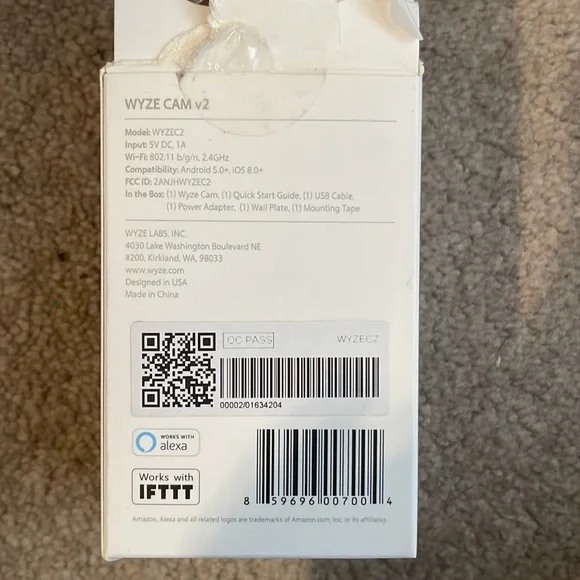 WYZE CAM v2
Model: WYZEC2
Input: 5V DC, 1A
Wi-Fi: 802.11 b/g/n, 2.4GHz
Compatibility: Android 5.0+, iOS 8.0+
FCC ID: 2ANJHWYZEC2
In the Box: (1) Wyze Cam, (1) Quick Start Guide, (1) USB Cable,
(1) Power Adapter, (1) Wall Plate, (1) Mounting Tape
WYZE LABS, INC.
4030 Lake Washington Boulevard NE
#200, Kirkland, WA, 98033
www.wyze.com
Designed in USA
Made in China
QC PASS WYZEC2
00002/01634204
WORKS WITH
alexa
Works with
IFTTT
8 59696 00700 4
Amazon, Alexa and all related logos are trademarks of Amazon.com, Inc. or its affiliates.